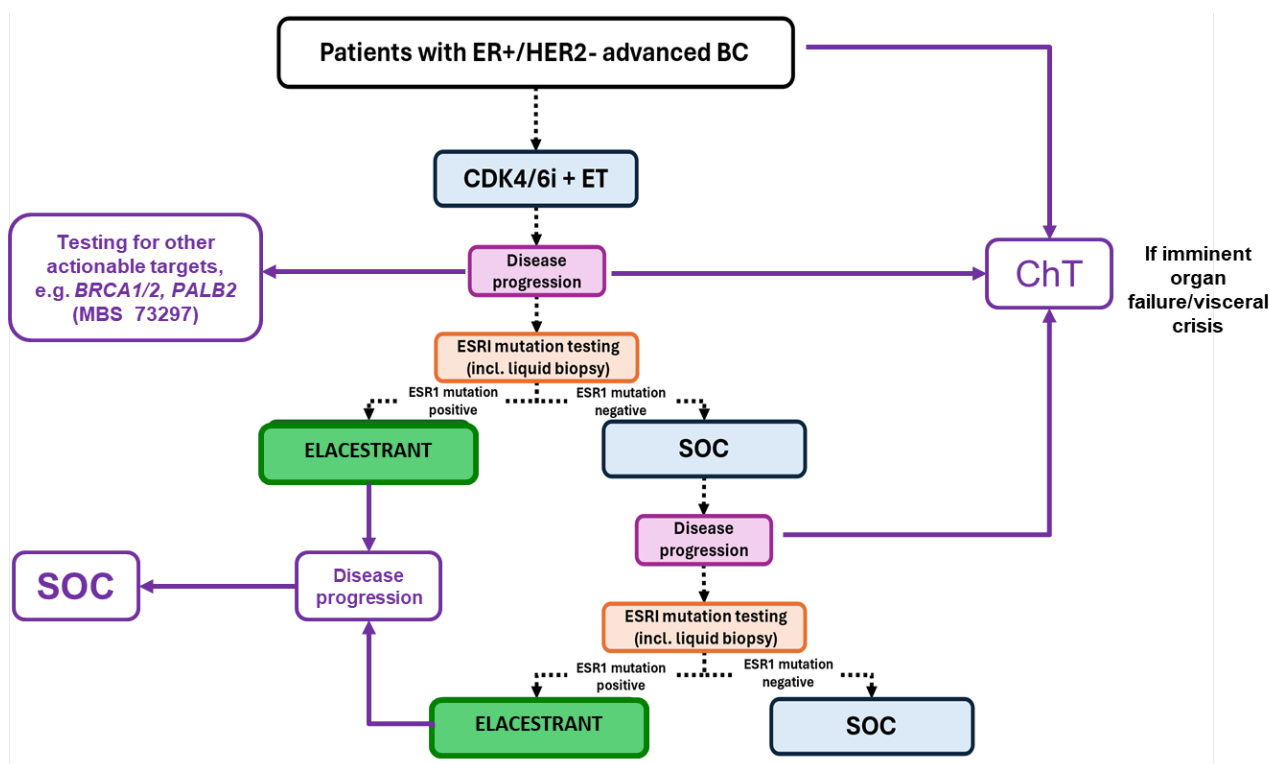 Patients with ER+/HER2- advanced BC
CDK4/6i + ET
Testing for other
actionable targets,
e.g. BRCA1/2, PALB2
(MBS 73297)
Disease
progression
ChT
If imminent
organ
failure/visceral
crisis
ESRI mutation testing
(incl. liquid biopsy)
ESR1 mutation
positive
ESR1 mutation
negative
ELACESTRANT
SOC
Disease
progression
SOC
Disease
progression
ESRI mutation testing
(incl. liquid biopsy)
ESR1 mutation
positive
ESR1 mutation
negative
ELACESTRANT
SOC